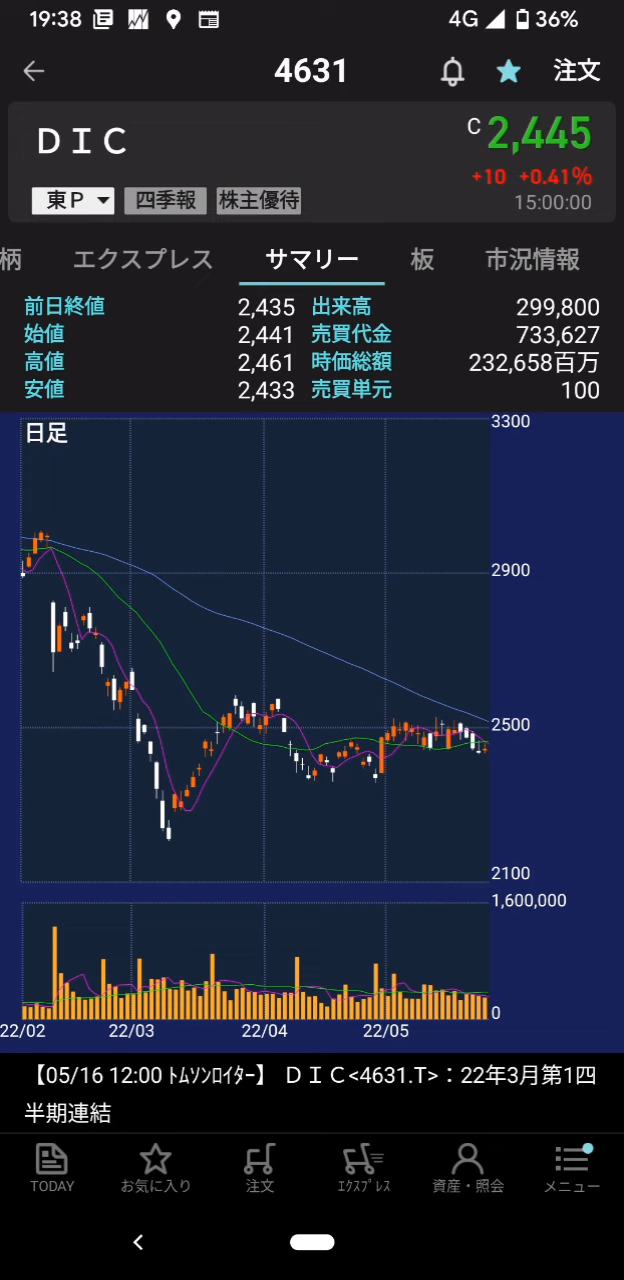 19:38 4G 36%
4631 注文
ＤＩＣ C 2,445
+10 +0.41%
東Ｐ 四季報 株主優待 15:00:00
柄 エクスプレス サマリー 板 市況情報
前日終値 2,435 出来高 299,800
始値 2,441 売買代金 733,627
高値 2,461 時価総額 232,658百万
安値 2,433 売買単元 100
日足
3300
2900
2500
2100
1,600,000
0
22/02 22/03 22/04 22/05
【05/16 12:00 ﾄﾑｿﾝﾛｲﾀｰ】 ＤＩＣ<4631.T>：22年3月第1四
半期連結
TODAY お気に入り 注文 ｴｸｽﾌﾟﾚｽ 資産・照会 メニュー